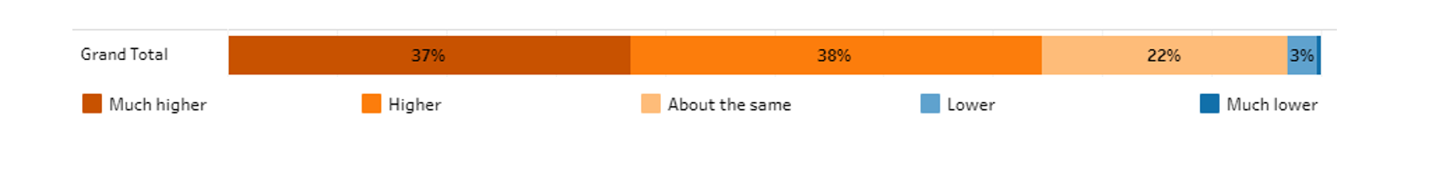 Grand Total 37% 38% 22% 3%
Much higher Higher About the same Lower Much lower